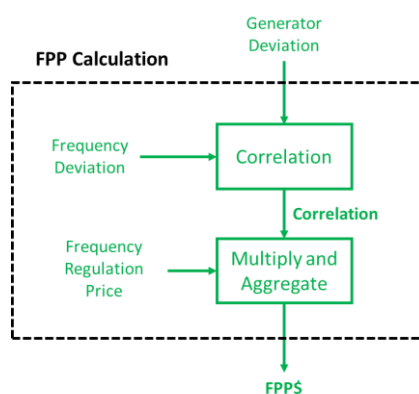 Generator
Deviation
FPP Calculation
Frequency
Deviation
Correlation
Correlation
Frequency
Regulation
Price
Multiply and
Aggregate
FPP$